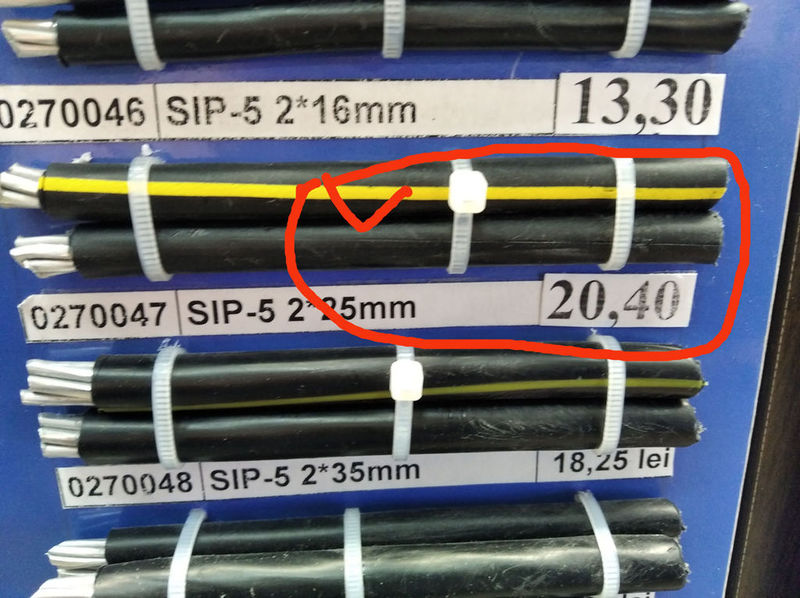 0270046 SIP-5 2*16mm 13,30
0270047 SIP-5 2*25mm 20,40
0270048 SIP-5 2*35mm 18,25 lei
lei